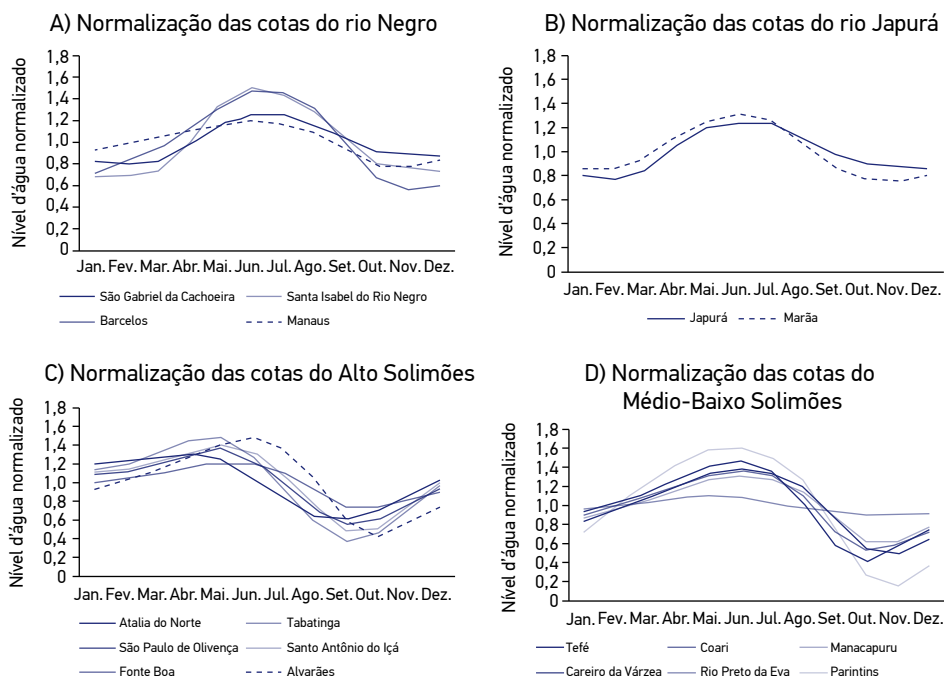 A) Normalização das cotas do rio Negro
Nível d'água normalizado
1,8
1,6
1,4
1,2
1,0
0,8
0,6
0,4
0,2
0
Jan. Fev. Mar. Abr. Mai. Jun. Jul. Ago. Set. Out. Nov. Dez.
São Gabriel da Cachoeira
Santa Isabel do Rio Negro
Barcelos
Manaus
B) Normalização das cotas do rio Japurá
Nível d'água normalizado
1,8
1,6
1,4
1,2
1,0
0,8
0,6
0,4
0,2
0
Jan. Fev. Mar. Abr. Mai. Jun. Jul. Ago. Set. Out. Nov. Dez.
Japurá
Marãa
C) Normalização das cotas do Alto Solimões
Nível d'água normalizado
1,8
1,6
1,4
1,2
1,0
0,8
0,6
0,4
0,2
0
Jan. Fev. Mar. Abr. Mai. Jun. Jul. Ago. Set. Out. Nov. Dez.
Atalia do Norte
Tabatinga
São Paulo de Olivença
Santo Antônio do Içá
Fonte Boa
Alvarães
D) Normalização das cotas do
Médio-Baixo Solimões
Nível d'água normalizado
1,8
1,6
1,4
1,2
1,0
0,8
0,6
0,4
0,2
0
Jan. Fev. Mar. Abr. Mai. Jun. Jul. Ago. Set. Out. Nov. Dez.
Tefé
Coari
Manacapuru
Careiro da Várzea
Rio Preto da Eva
Parintins